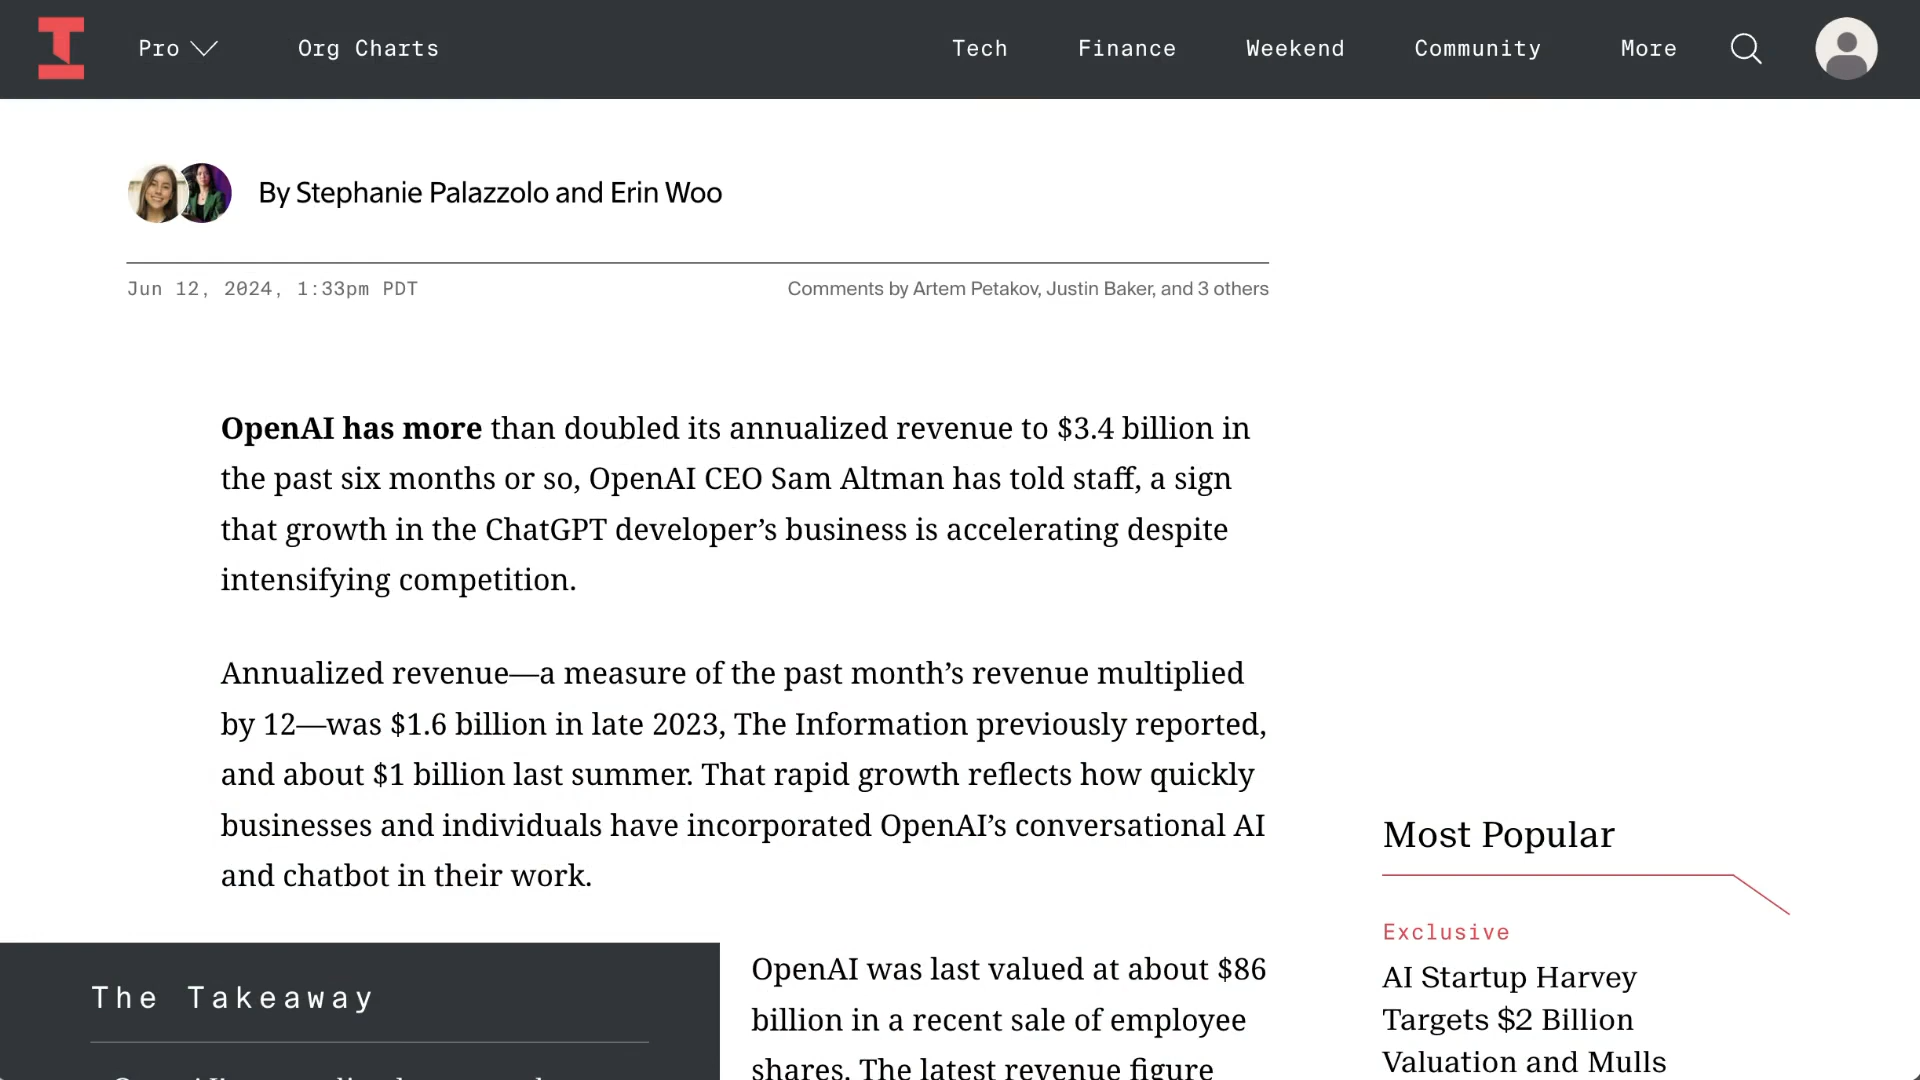 Pro
Org Charts
Tech
Finance
Weekend
Community
More
By Stephanie Palazzolo and Erin Woo
Jun 12, 2024, 1:33pm PDT
Comments by Artem Petakov, Justin Baker, and 3 others
OpenAI has more than doubled its annualized revenue to $3.4 billion in
the past six months or so, OpenAI CEO Sam Altman has told staff, a sign
that growth in the ChatGPT developer’s business is accelerating despite
intensifying competition.
Annualized revenue—a measure of the past month’s revenue multiplied
by 12—was $1.6 billion in late 2023, The Information previously reported,
and about $1 billion last summer. That rapid growth reflects how quickly
businesses and individuals have incorporated OpenAI’s conversational AI
and chatbot in their work.
The Takeaway
OpenAI was last valued at about $86
billion in a recent sale of employee
shares. The latest revenue figure
Most Popular
Exclusive
AI Startup Harvey
Targets $2 Billion
Valuation and Mulls